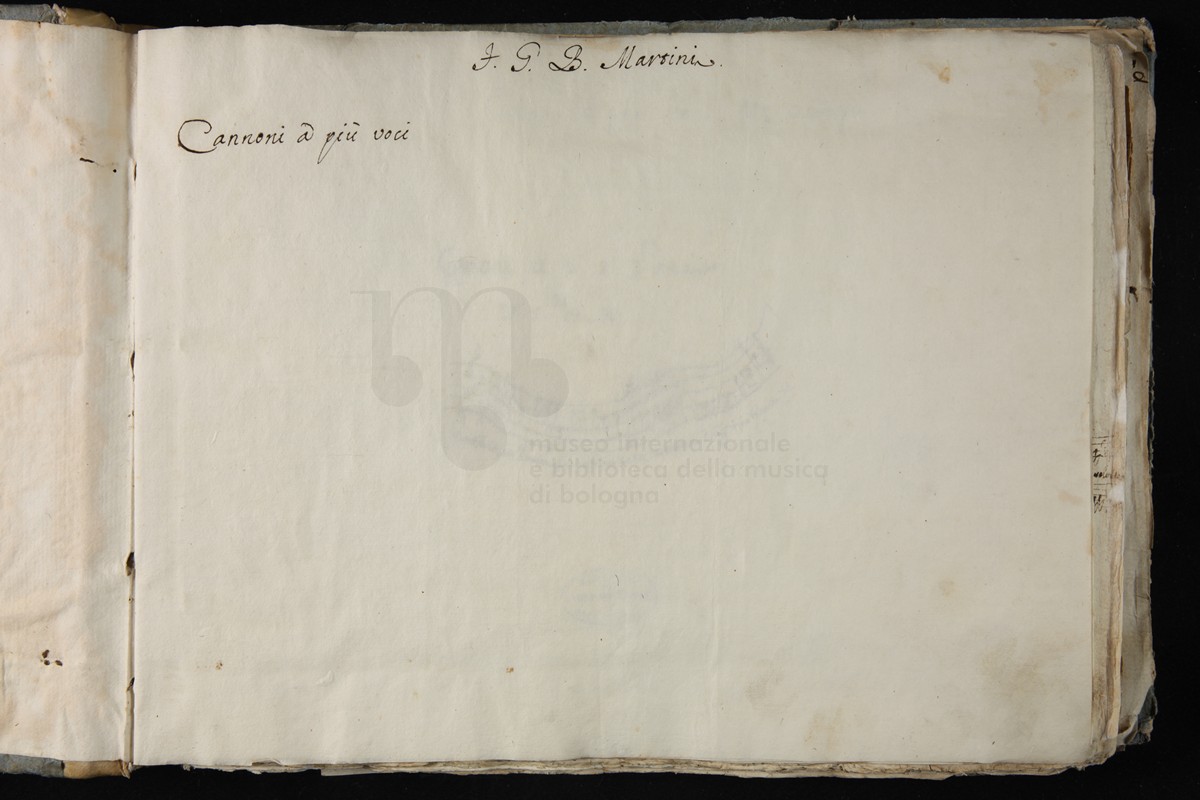 F. G. B. Martini.
Cannoni à più voci
museo internazionale
e biblioteca della musica
di bologna